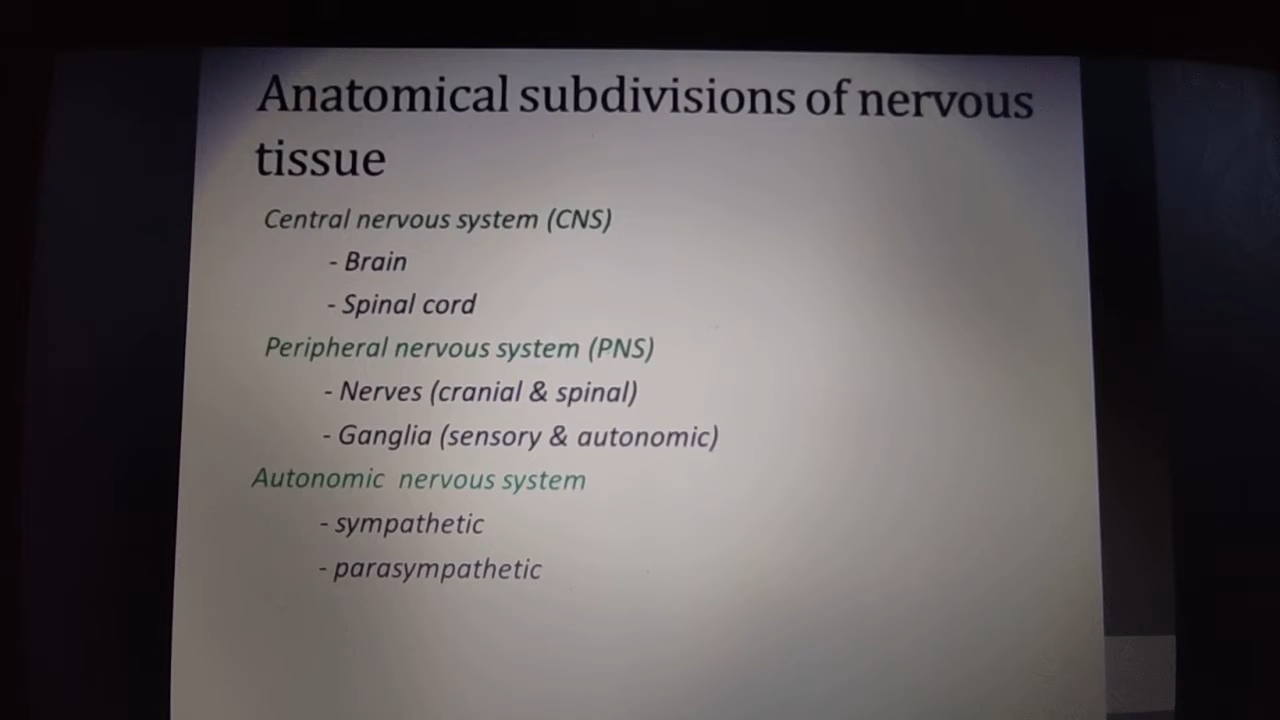 Anatomical subdivisions of nervous
tissue
Central nervous system (CNS)
- Brain
- Spinal cord
Peripheral nervous system (PNS)
- Nerves (cranial & spinal)
- Ganglia (sensory & autonomic)
Autonomic nervous system
- sympathetic
- parasympathetic